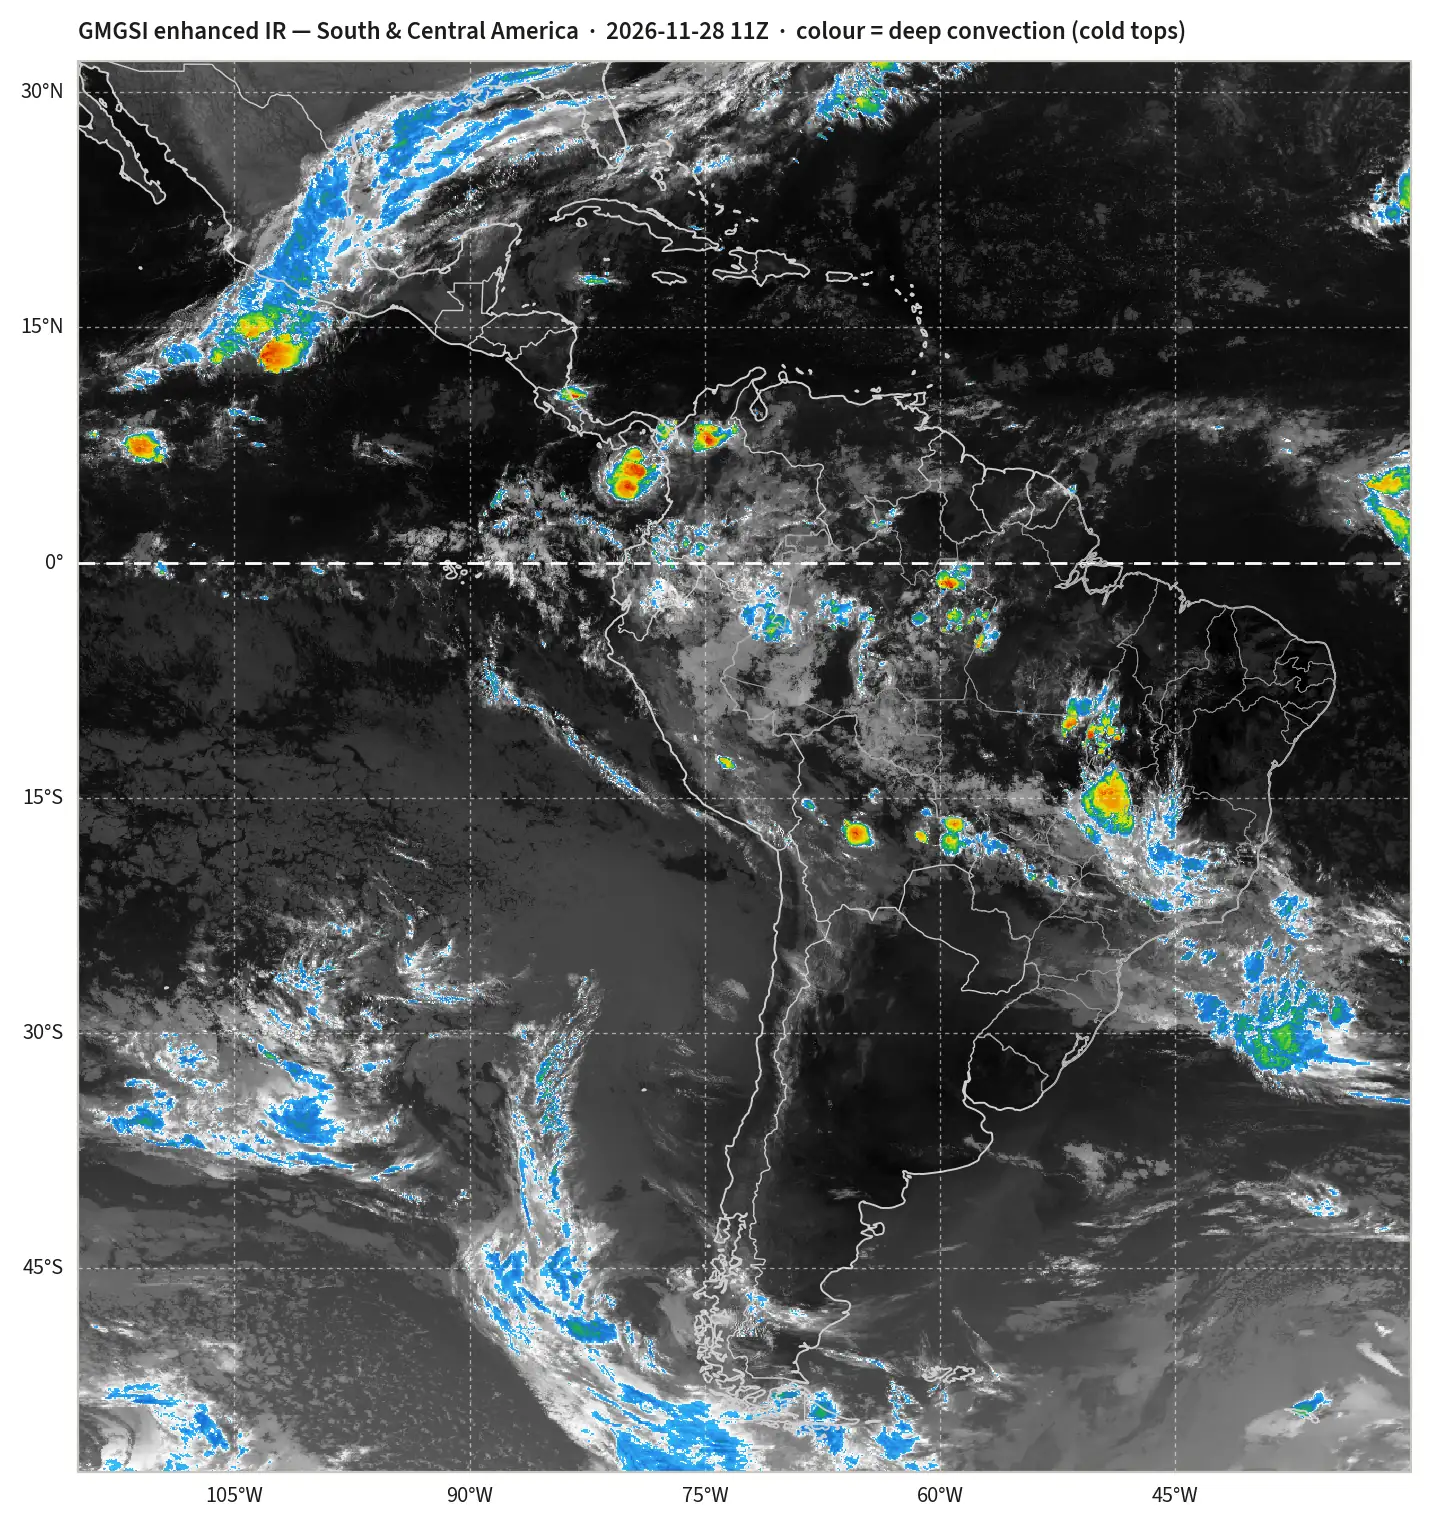 GMGSI enhanced IR — South & Central America · 2026-11-28 11Z · colour = deep convection (cold tops)
30°N
15°N
0°
15°S
30°S
45°S
105°W 90°W 75°W 60°W 45°W